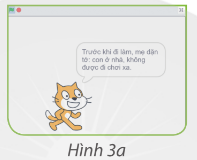 Trước khi đi làm, mẹ dặn
tớ: con ở nhà, không
được đi chơi xa.
Hình 3a